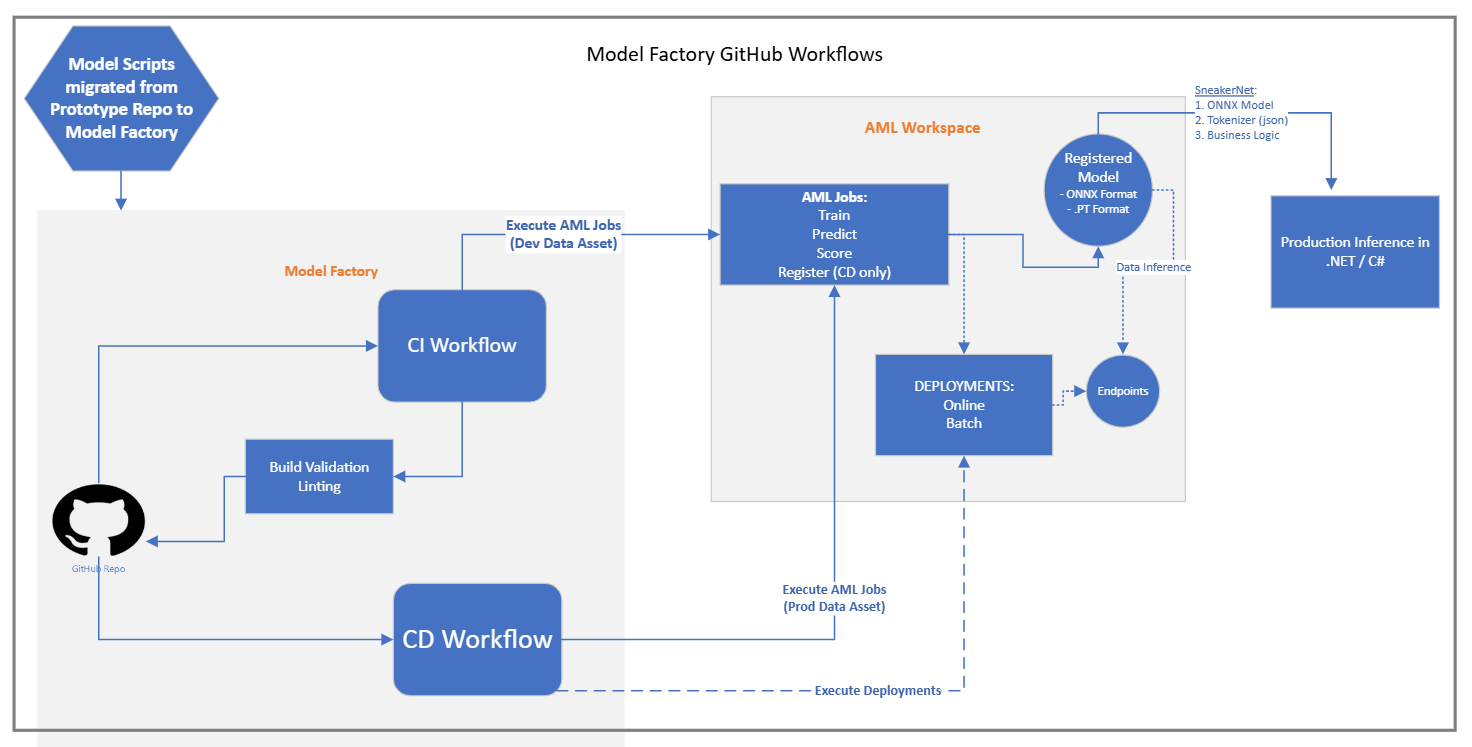 Model Factory GitHub Workflows
Model Scripts
migrated from
Prototype Repo to
Model Factory
SneakerNet:
1. ONNX Model
2. Tokenizer (json)
3. Business Logic
AML Workspace
Registered
Model
- ONNX Format
- .PT Format
AML Jobs:
Train
Predict
Score
Register (CD only)
Execute AML Jobs
(Dev Data Asset)
Production Inference in
.NET / C#
Model Factory
Data Inference
CI Workflow
DEPLOYMENTS:
Online
Batch
Endpoints
Build Validation
Linting
GitHub Repo
Execute AML Jobs
(Prod Data Asset)
CD Workflow
Execute Deployments